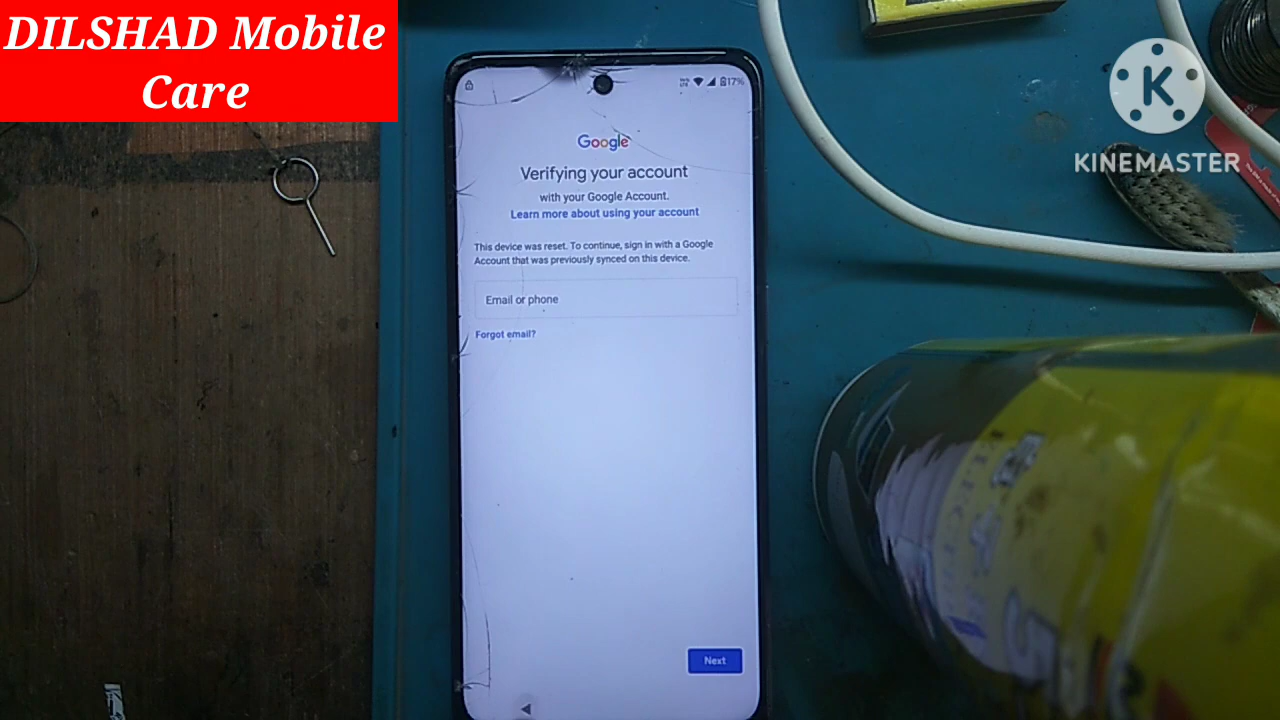 DILSHAD Mobile
Care
KINEMASTER
17%
Google
Verifying your account
with your Google Account.
Learn more about using your account
This device was reset. To continue, sign in with a Google
Account that was previously synced on this device.
Email or phone
Forgot email?
Next